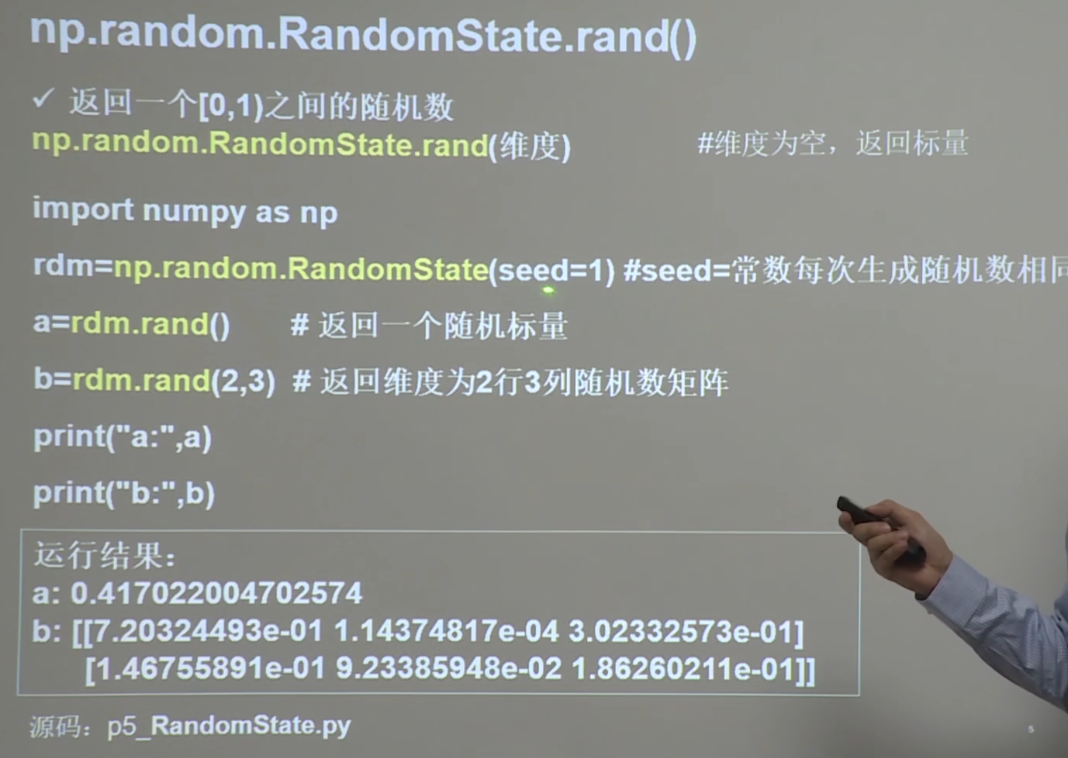 np.random.RandomState.rand()
✓ 返回一个[0,1)之间的随机数
np.random.RandomState.rand(维度) #维度为空，返回标量
import numpy as np
rdm=np.random.RandomState(seed=1) #seed=常数每次生成随机数相同
a=rdm.rand() # 返回一个随机标量
b=rdm.rand(2,3) # 返回维度为2行3列随机数矩阵
print("a:",a)
print("b:",b)
运行结果：
a: 0.417022004702574
b: [[7.20324493e-01 1.14374817e-04 3.02332573e-01]
[1.46755891e-01 9.23385948e-02 1.86260211e-01]]
源码：p5_RandomState.py
5